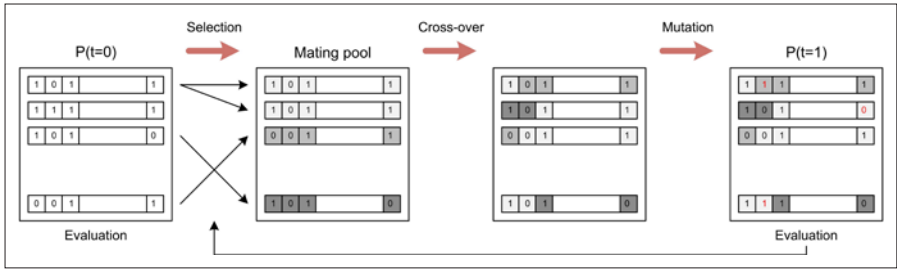 Selection Cross-over Mutation
P(t=0) Mating pool P(t=1)
1 0 1 1 1 0 1 1 1 0 1 1 1 1 1 1
1 1 1 1 1 0 1 1 1 0 1 1 1 0 1 0
1 0 1 0 0 0 1 1 0 0 1 1 0 0 1 1
0 0 1 1 1 0 1 0 1 0 1 0 1 1 1 0
Evaluation Evaluation